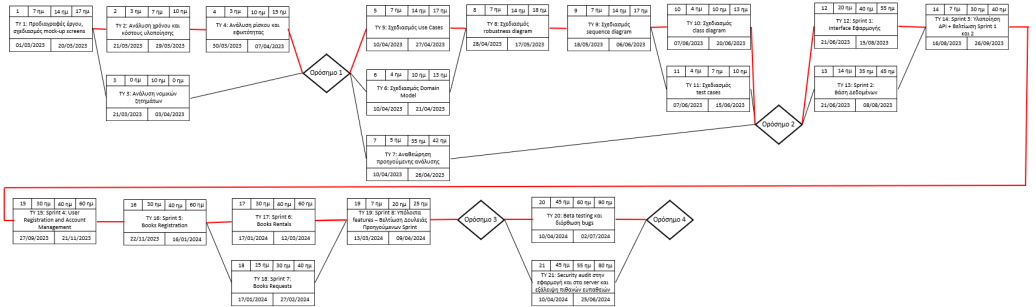 1 7 ημ 14 ημ 17 ημ
ΤΥ 1: Προδιαγραφές έργου,
σχεδιασμός mock-up screens
01/03/2023 20/03/2023
2 3 ημ 7 ημ 10 ημ
ΤΥ 2: Ανάλυση χρόνου και
κόστους υλοποίησης
21/03/2023 29/03/2023
3 0 ημ 10 ημ 0 ημ
ΤΥ 3: Ανάλυση νομικών
ζητημάτων
21/03/2023 03/04/2023
4 3 ημ 10 ημ 15 ημ
ΤΥ 4: Ανάλυση ρίσκου και
εφικτότητας
30/03/2023 07/04/2023
Ορόσημο 1
5 7 ημ 14 ημ 17 ημ
ΤΥ 5: Σχεδιασμός Use Cases
10/04/2023 27/04/2023
6 4 ημ 10 ημ 13 ημ
ΤΥ 6: Σχεδιασμός Domain
Model
10/04/2023 21/04/2023
7 5 ημ 35 ημ 42 ημ
ΤΥ 7: Αναθεώρηση
προηγούμενης ανάλυσης
10/04/2023 26/04/2023
8 7 ημ 14 ημ 18 ημ
ΤΥ 8: Σχεδιασμός
robustness diagram
28/04/2023 17/05/2023
9 7 ημ 14 ημ 17 ημ
ΤΥ 9: Σχεδιασμός
sequence diagram
18/05/2023 06/06/2023
10 4 ημ 7 ημ 13 ημ
ΤΥ 10: Σχεδιασμός
class diagram
07/06/2023 20/06/2023
11 4 ημ 7 ημ 10 ημ
ΤΥ 11: Σχεδιασμός
test cases
07/06/2023 15/06/2023
Ορόσημο 2
12 20 ημ 40 ημ 55 ημ
ΤΥ 12: Sprint 1:
Interface Εφαρμογής
21/06/2023 15/08/2023
13 14 ημ 35 ημ 45 ημ
ΤΥ 13: Sprint 2:
Βάση Δεδομένων
21/06/2023 08/08/2023
14 7 ημ 30 ημ 40 ημ
ΤΥ 14: Sprint 3: Υλοποίηση
API + Βελτίωση Sprint 1
και 2
16/08/2023 26/09/2023
15 30 ημ 40 ημ 60 ημ
ΤΥ 15: Sprint 4: User
Registration and Account
Management
27/09/2023 21/11/2023
16 30 ημ 40 ημ 60 ημ
ΤΥ 16: Sprint 5:
Books Registration
22/11/2023 16/01/2024
17 30 ημ 40 ημ 60 ημ
ΤΥ 17: Sprint 6:
Books Rentals
17/01/2024 12/03/2024
18 15 ημ 30 ημ 40 ημ
ΤΥ 18: Sprint 7:
Books Requests
17/01/2024 27/02/2024
19 7 ημ 20 ημ 25 ημ
ΤΥ 19: Sprint 8: Υπόλοιπα
features – Βελτίωση Δουλειάς
Προηγούμενων Sprint
13/03/2024 09/04/2024
Ορόσημο 3
20 45 ημ 60 ημ 90 ημ
ΤΥ 20: Beta testing και
διόρθωση bugs
10/04/2024 02/07/2024
21 45 ημ 55 ημ 80 ημ
ΤΥ 21: Security audit στην
εφαρμογή και στο server και
εξάλειψη πιθανών ευπαθειών
10/04/2024 25/06/2024
Ορόσημο 4